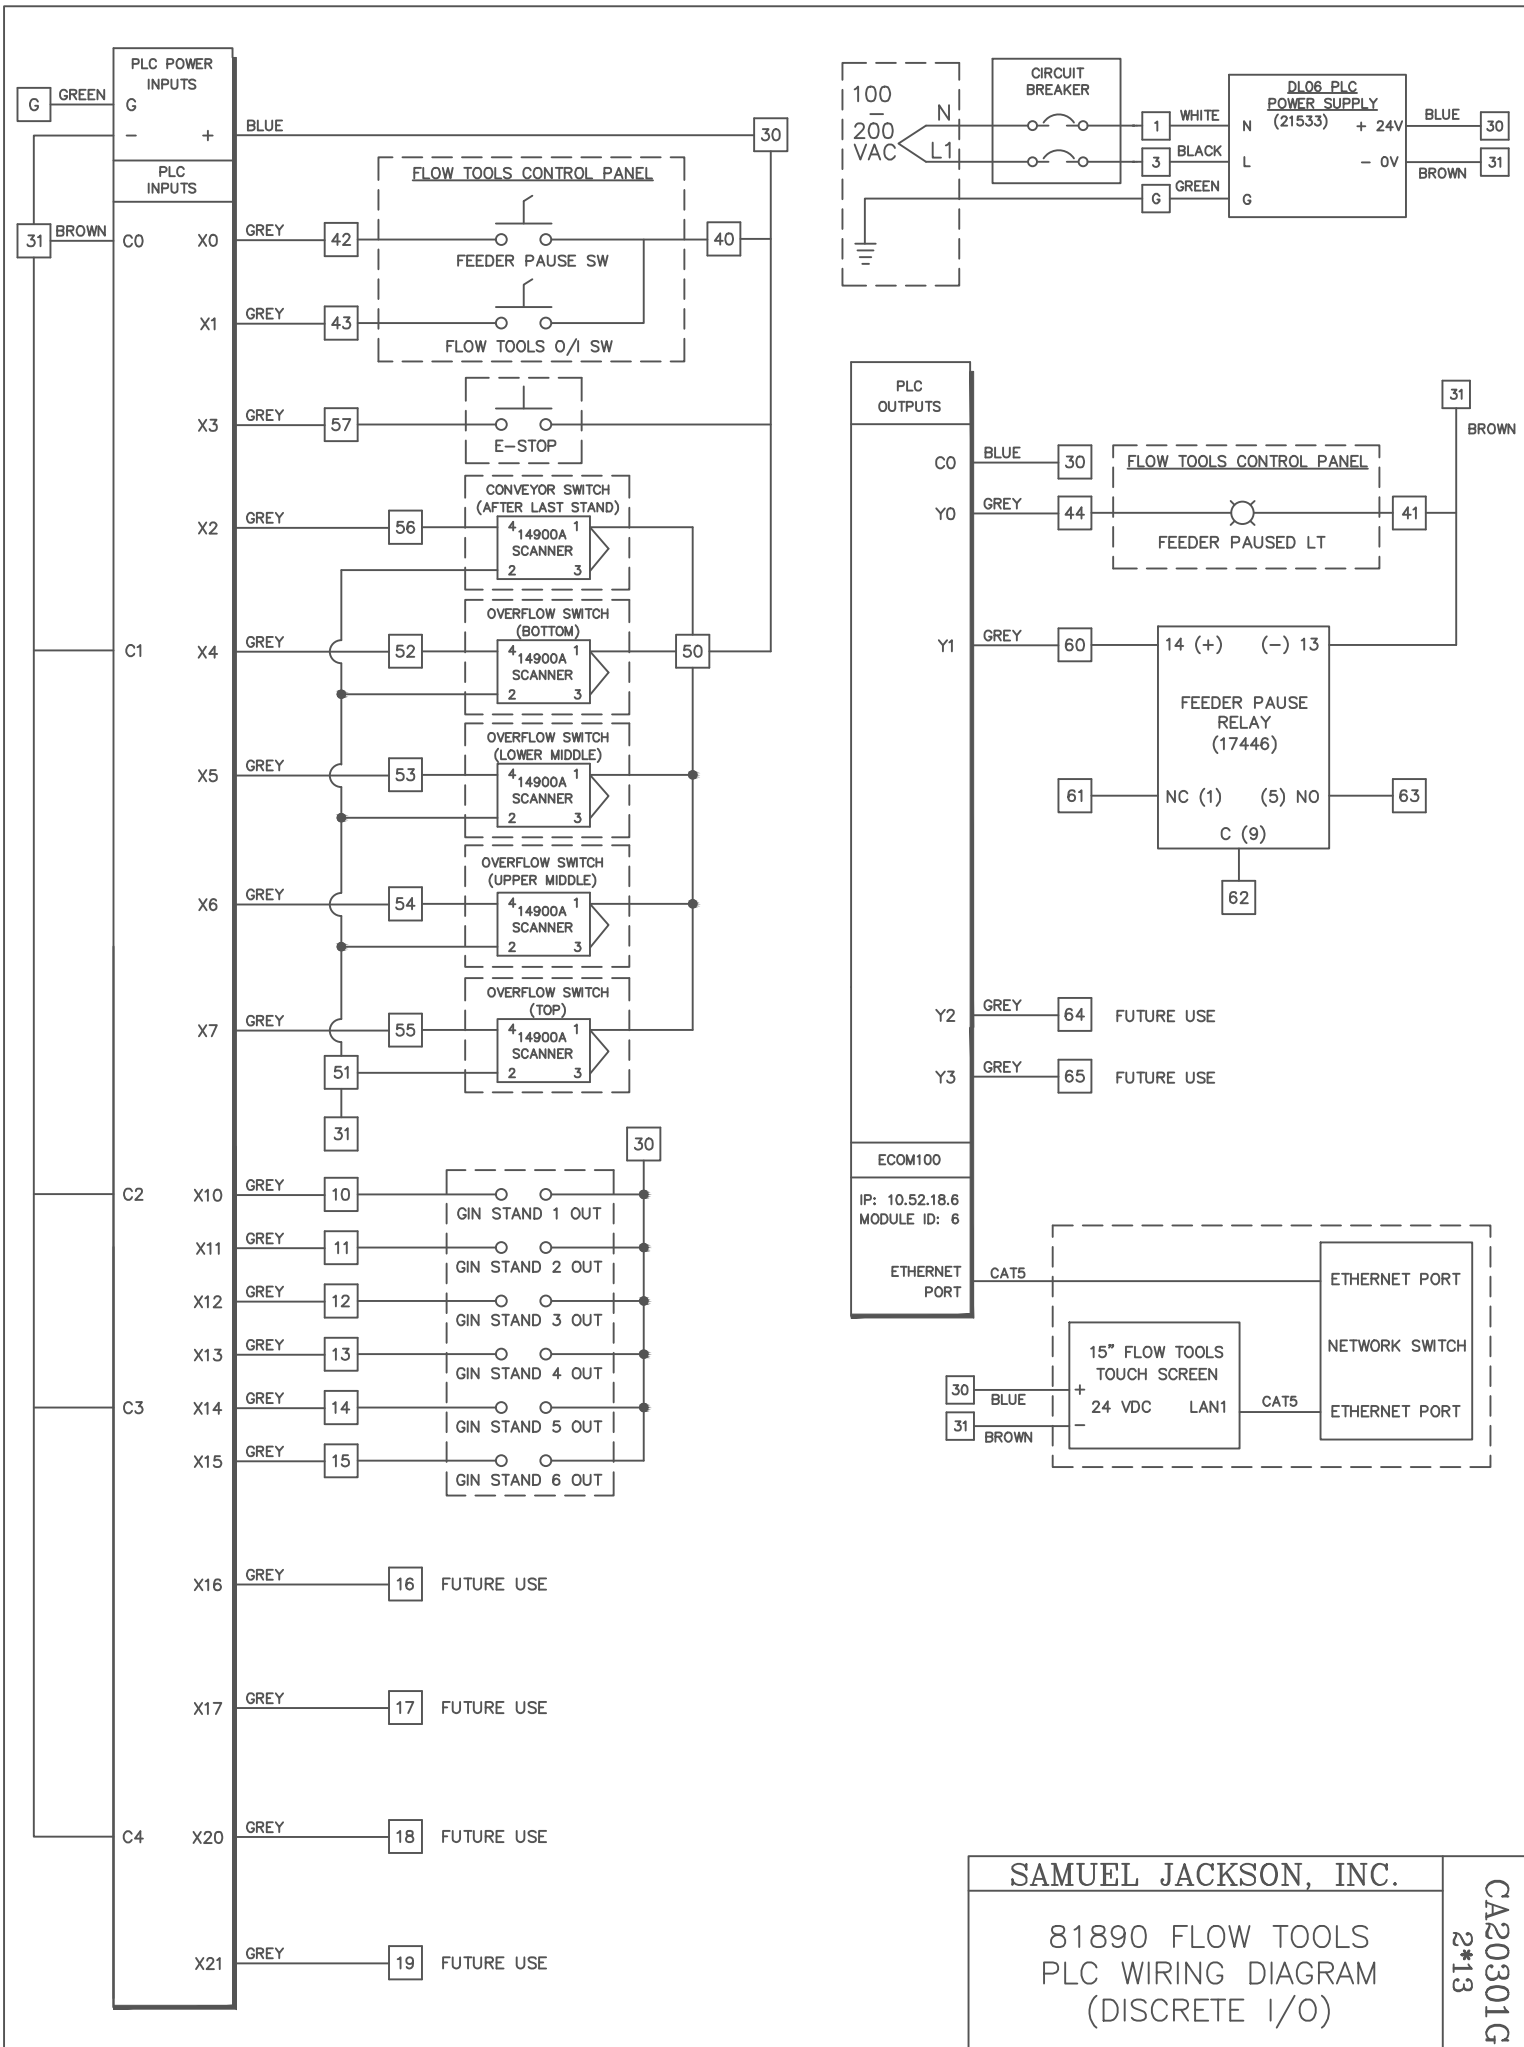 PLC POWER
INPUTS
G GREEN G
- +
BLUE 30
PLC
INPUTS
31 BROWN C0
X0 GREY 42
FLOW TOOLS CONTROL PANEL
FEEDER PAUSE SW
40
X1 GREY 43
FLOW TOOLS O/I SW
X3 GREY 57
E-STOP
X2 GREY 56
CONVEYOR SWITCH
(AFTER LAST STAND)
4 1
14900A
SCANNER
2 3
C1
X4 GREY 52
OVERFLOW SWITCH
(BOTTOM)
4 1
14900A
SCANNER
2 3
50
X5 GREY 53
OVERFLOW SWITCH
(LOWER MIDDLE)
4 1
14900A
SCANNER
2 3
X6 GREY 54
OVERFLOW SWITCH
(UPPER MIDDLE)
4 1
14900A
SCANNER
2 3
X7 GREY 55
OVERFLOW SWITCH
(TOP)
4 1
14900A
SCANNER
2 3
51
31
30
C2
X10 GREY 10
GIN STAND 1 OUT
X11 GREY 11
GIN STAND 2 OUT
X12 GREY 12
GIN STAND 3 OUT
X13 GREY 13
GIN STAND 4 OUT
C3
X14 GREY 14
GIN STAND 5 OUT
X15 GREY 15
GIN STAND 6 OUT
X16 GREY 16 FUTURE USE
X17 GREY 17 FUTURE USE
C4
X20 GREY 18 FUTURE USE
X21 GREY 19 FUTURE USE
100
-
200
VAC
N
L1
CIRCUIT
BREAKER
1 WHITE N
3 BLACK L
G GREEN G
DL06 PLC
POWER SUPPLY
(21533)
+ 24V BLUE 30
- 0V BROWN 31
PLC
OUTPUTS
31
BROWN
C0 BLUE 30
FLOW TOOLS CONTROL PANEL
Y0 GREY 44
41
FEEDER PAUSED LT
Y1 GREY 60
14 (+) (-) 13
FEEDER PAUSE
RELAY
(17446)
61 NC (1) (5) NO 63
C (9)
62
Y2 GREY 64 FUTURE USE
Y3 GREY 65 FUTURE USE
ECOM100
IP: 10.52.18.6
MODULE ID: 6
ETHERNET
PORT
CAT5
ETHERNET PORT
NETWORK SWITCH
ETHERNET PORT
15" FLOW TOOLS
TOUCH SCREEN
24 VDC LAN1
CAT5
30 BLUE +
31 BROWN -
SAMUEL JACKSON, INC.
81890 FLOW TOOLS
PLC WIRING DIAGRAM
(DISCRETE I/O)
CA20301G
2*13